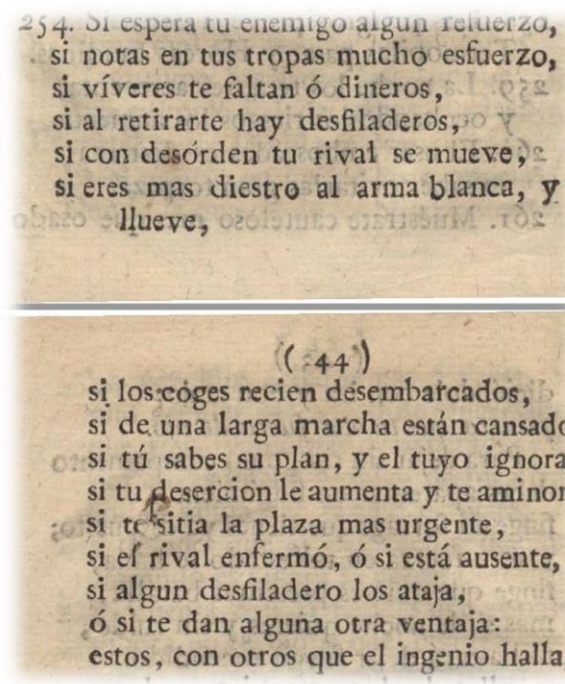 254. Si espera tu enemigo algun refuerzo,
si notas en tus tropas mucho esfuerzo,
si víveres te faltan ó dineros,
si al retirarte hay desfiladeros,
si con desórden tu rival se mueve,
si eres mas diestro al arma blanca, y
llueve,
( 44 )
si los coges recien desembarcados,
si de una larga marcha están cansado
si tú sabes su plan, y el tuyo ignora
si tu desercion le aumenta y te aminor
si te sitia la plaza mas urgente,
si el rival enfermó, ó si está ausente,
si algun desfiladero los ataja,
ó si te dan alguna otra ventaja:
estos, con otros que el ingenio halla